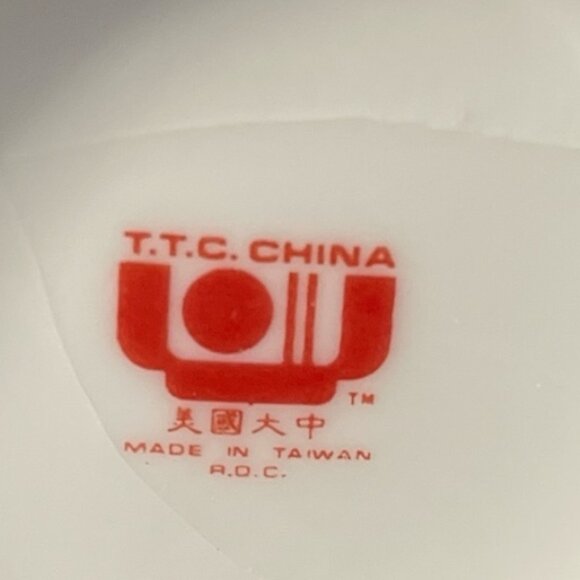 T.T.C. CHINA
TM
美國大中
MADE IN TAIWAN
R.O.C.